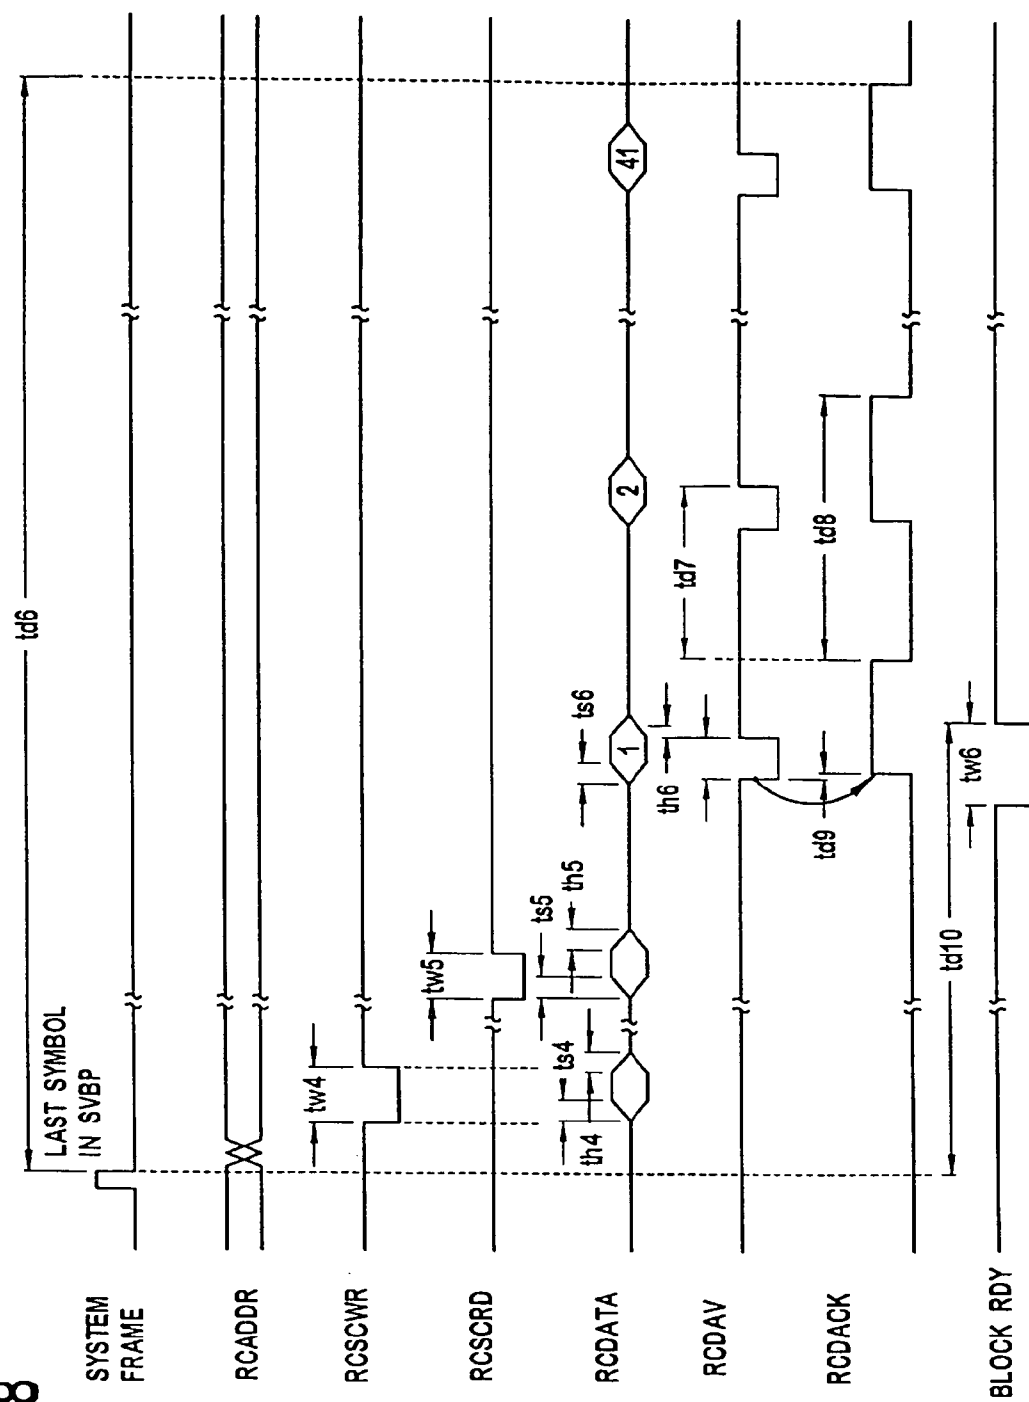 td6
LAST SYMBOL
IN SVBP
SYSTEM
FRAME
RCADDR
tw4
RCSCWR
tw5
RCSCRD
th4
ts4
ts5
th5
ts6
1
2
41
RCDATA
th6
td7
RCDAV
td9
td8
RCDACK
td10
tw6
BLOCK RDY
8